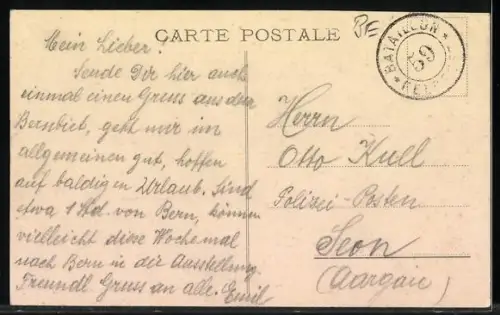 CARTE POSTALE
Mein Lieber!
Sende Dir hier auch
einmal einen Gruss aus dem
Bernbiet, geht mir im
allgemeinen gut, hoffen
auf baldigen Urlaub. Sind
etwa 1 Std. von Bern, können
vielleicht diese Woche mal
nach Bern in die Ausstellung.
Freundl. Gruss an alle. Emil
BATAILLON
59
Herrn
Otto Kull
Polizei-Posten
Seon
(Aargau)